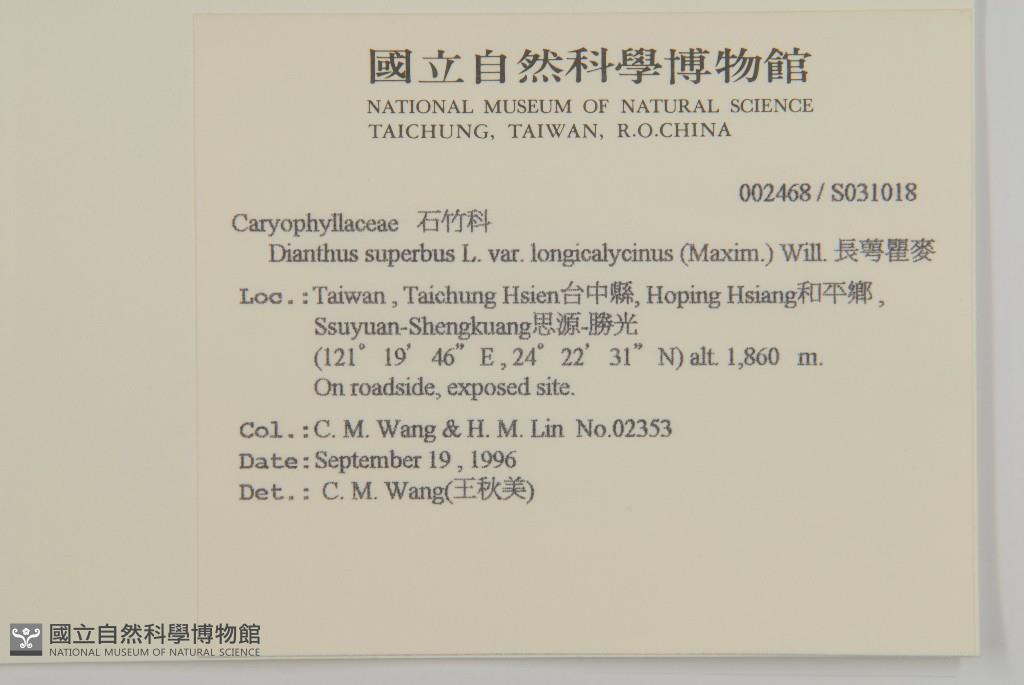 國立自然科學博物館
NATIONAL MUSEUM OF NATURAL SCIENCE
TAICHUNG, TAIWAN, R.O.CHINA
002468 / S031018
Caryophyllaceae 石竹科
Dianthus superbus L. var. longicalycinus (Maxim.) Will. 長萼瞿麥
Loc.: Taiwan , Taichung Hsien台中縣, Hoping Hsiang和平鄉 ,
Ssuyuan-Shengkuang思源-勝光
(121° 19’ 46” E , 24° 22’ 31” N) alt. 1,860 m.
On roadside, exposed site.
Col.: C. M. Wang & H. M. Lin No.02353
Date: September 19 , 1996
Det.: C. M. Wang(王秋美)
國立自然科學博物館
NATIONAL MUSEUM OF NATURAL SCIENCE